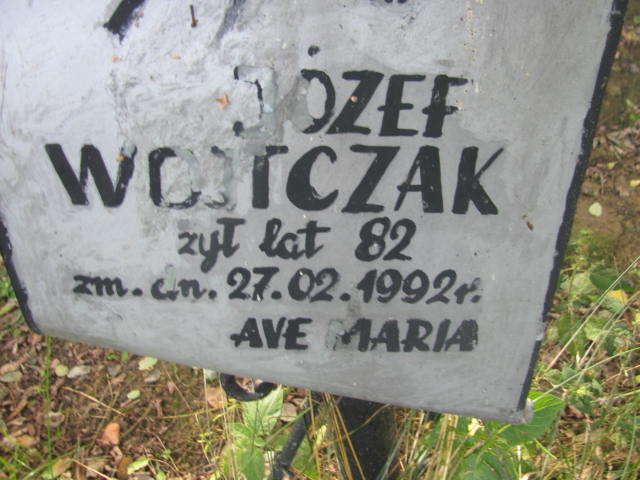 JÓZEF
WOJTCZAK
żył lat 82
zm. dn. 27.02.1992r.
AVE MARIA